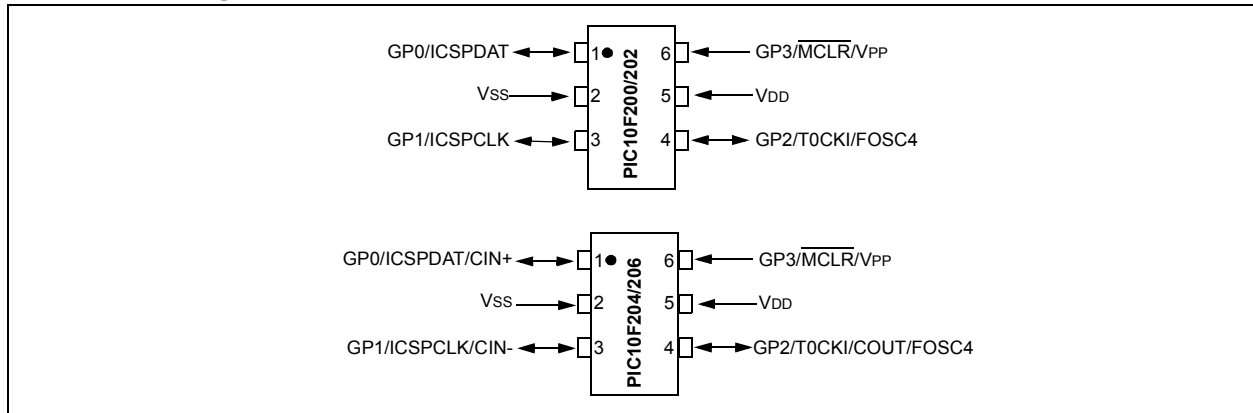 GP0/ICSPDAT 1 6 GP3/MCLR/VPP
VSS 2 5 VDD
GP1/ICSPCLK 3 4 GP2/T0CKI/FOSC4
PIC10F200/202
GP0/ICSPDAT/CIN+ 1 6 GP3/MCLR/VPP
VSS 2 5 VDD
GP1/ICSPCLK/CIN- 3 4 GP2/T0CKI/COUT/FOSC4
PIC10F204/206